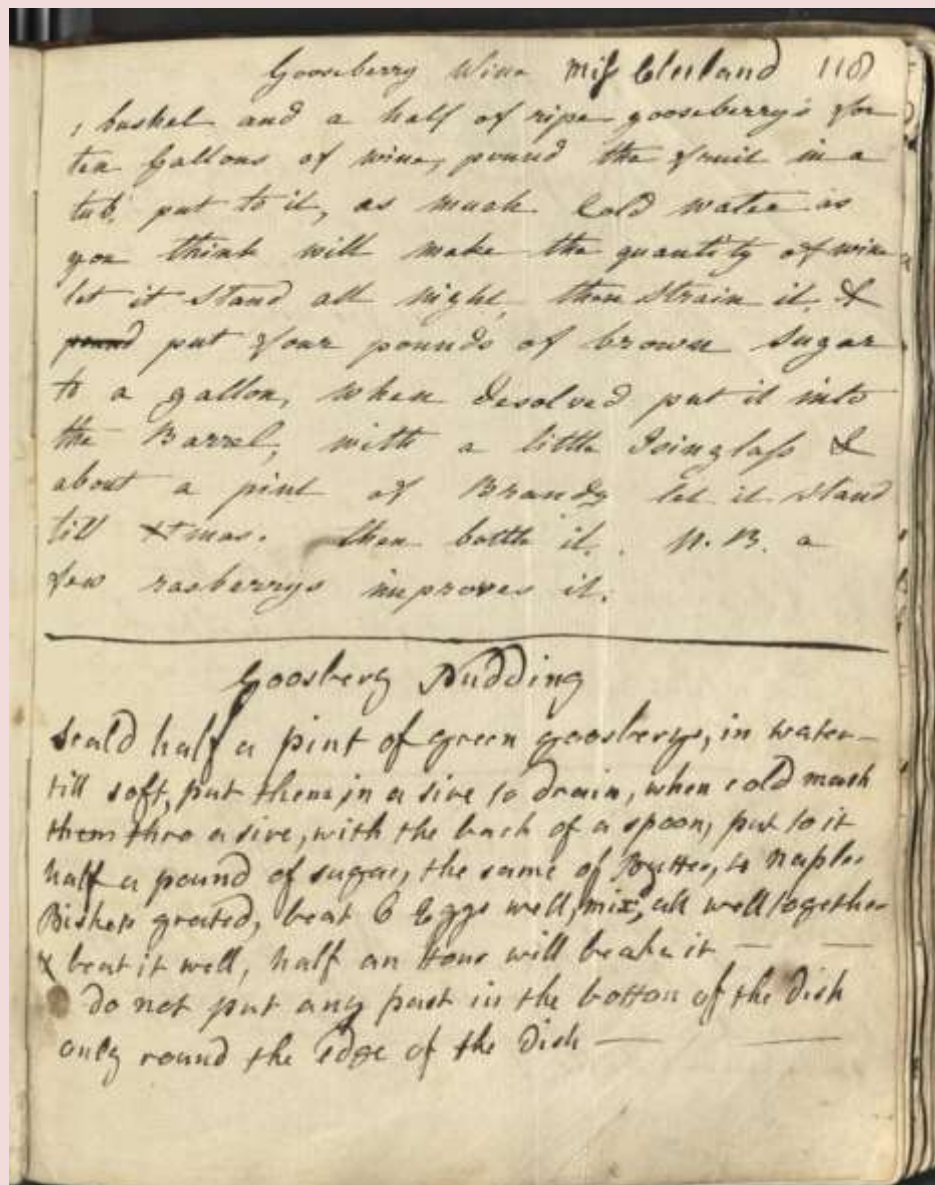 Gooseberry Wine Miss Cleland 118
1 bushel and a half of ripe gooseberry's for
ten Gallons of wine, pound the fruit in a
tub, put to it, as much Cold water as
you think will make the quantity of wine
let it stand all night, then strain it &
pound put four pounds of brown sugar
to a gallon, when desolved put it into
the Barrel, with a little Isinglass &
about a pint of Brandy let it stand
till Xtmas. then bottle it. N.B. a
few rasberrys improves it.
Goosbery Pudding
Scald half a pint of green goosberys, in water
till soft, put them in a sive to drain, when cold mash
them thro a sive, with the back of a spoon, put to it
half a pound of sugar, the same of Butter, Naples
Biskets grated, beat 6 Eggs well, mix'd, all well together
& beat it well, half an hour will beake it
do not put any past in the botton of the Dish
only round the edge of the Dish